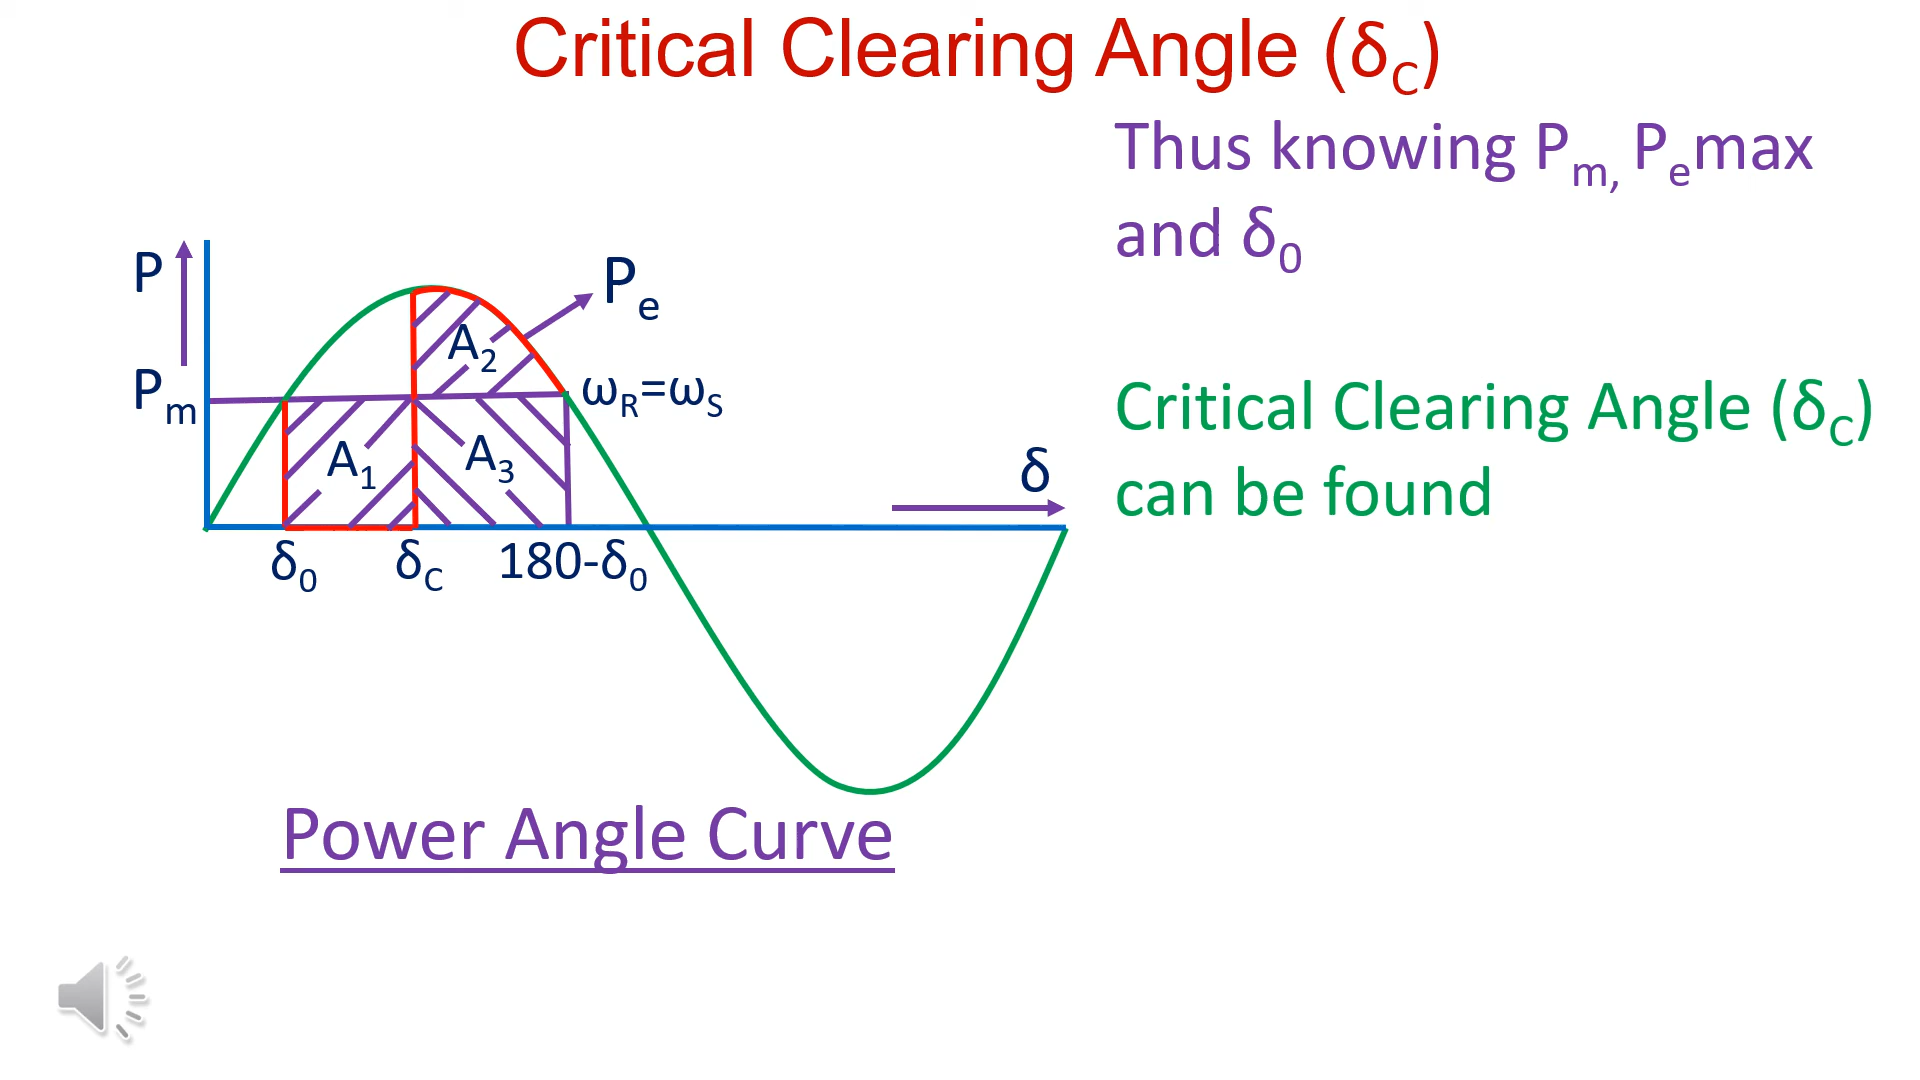 Critical Clearing Angle (δC)
Thus knowing Pm, Pemax
and δ0
Critical Clearing Angle (δC)
can be found
P
Pe
A2
Pm
ωR=ωS
A1
A3
δ
δ0
δC
180-δ0
Power Angle Curve